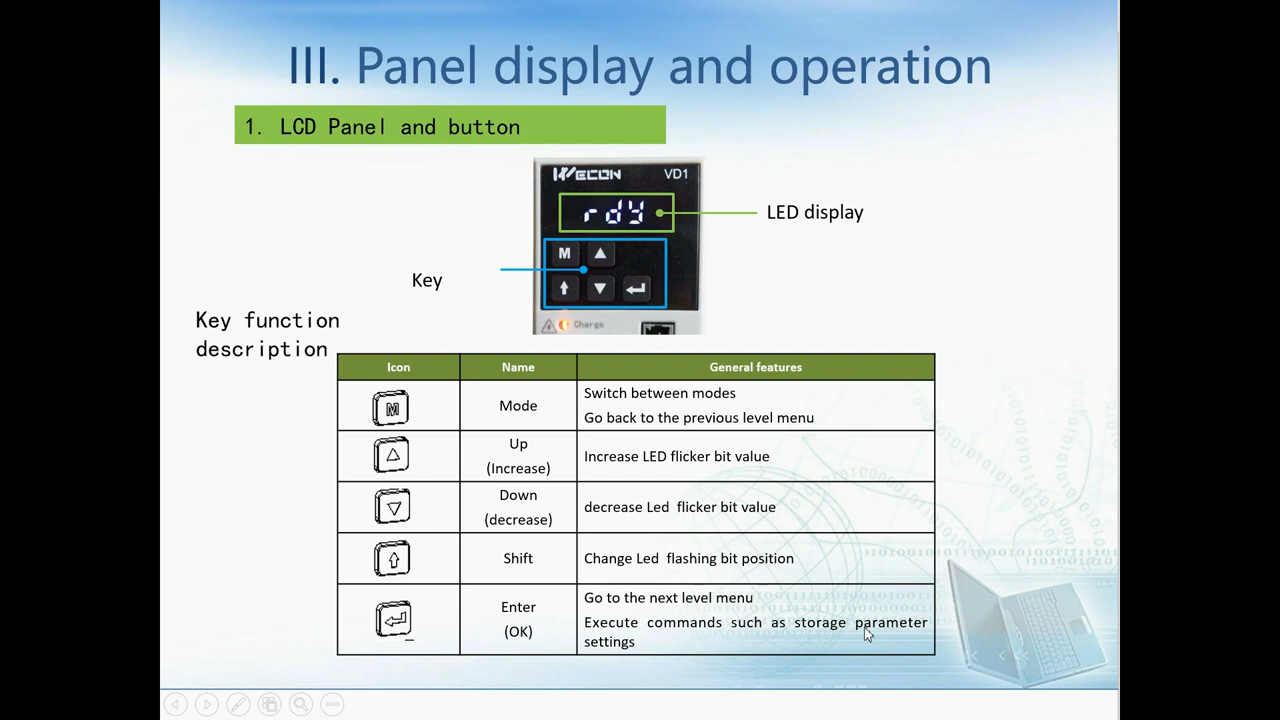 III. Panel display and operation
1. LCD Panel and button
WECON VD1
rdy
LED display
M
Key
Charge
Key function
description
Icon Name General features
M Mode Switch between modes
Go back to the previous level menu
Up
(Increase)
Increase LED flicker bit value
Down
(decrease)
decrease Led flicker bit value
Shift Change Led flashing bit position
Enter
(OK)
Go to the next level menu
Execute commands such as storage parameter
settings